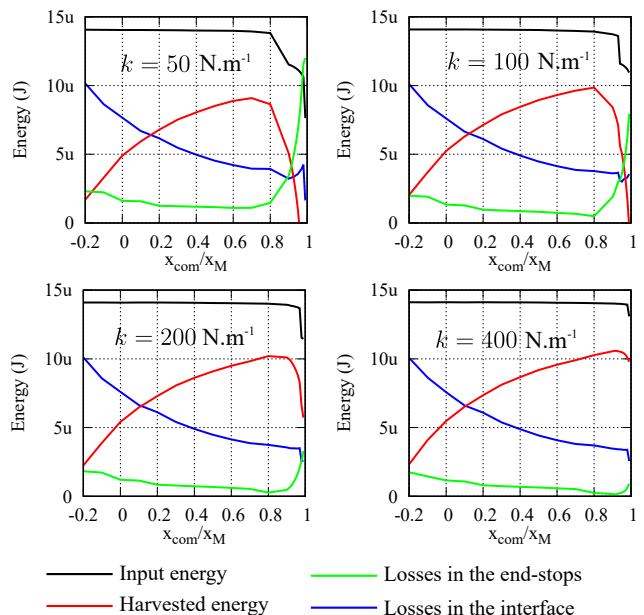 15u
10u
5u
0
Energy (J)
k = 50 N.m-1
-0.2 0 0.2 0.4 0.6 0.8 1
xcom/xM
15u
10u
5u
0
Energy (J)
k = 100 N.m-1
-0.2 0 0.2 0.4 0.6 0.8 1
xcom/xM
15u
10u
5u
0
Energy (J)
k = 200 N.m-1
-0.2 0 0.2 0.4 0.6 0.8 1
xcom/xM
15u
10u
5u
0
Energy (J)
k = 400 N.m-1
-0.2 0 0.2 0.4 0.6 0.8 1
xcom/xM
Input energy
Losses in the end-stops
Harvested energy
Losses in the interface